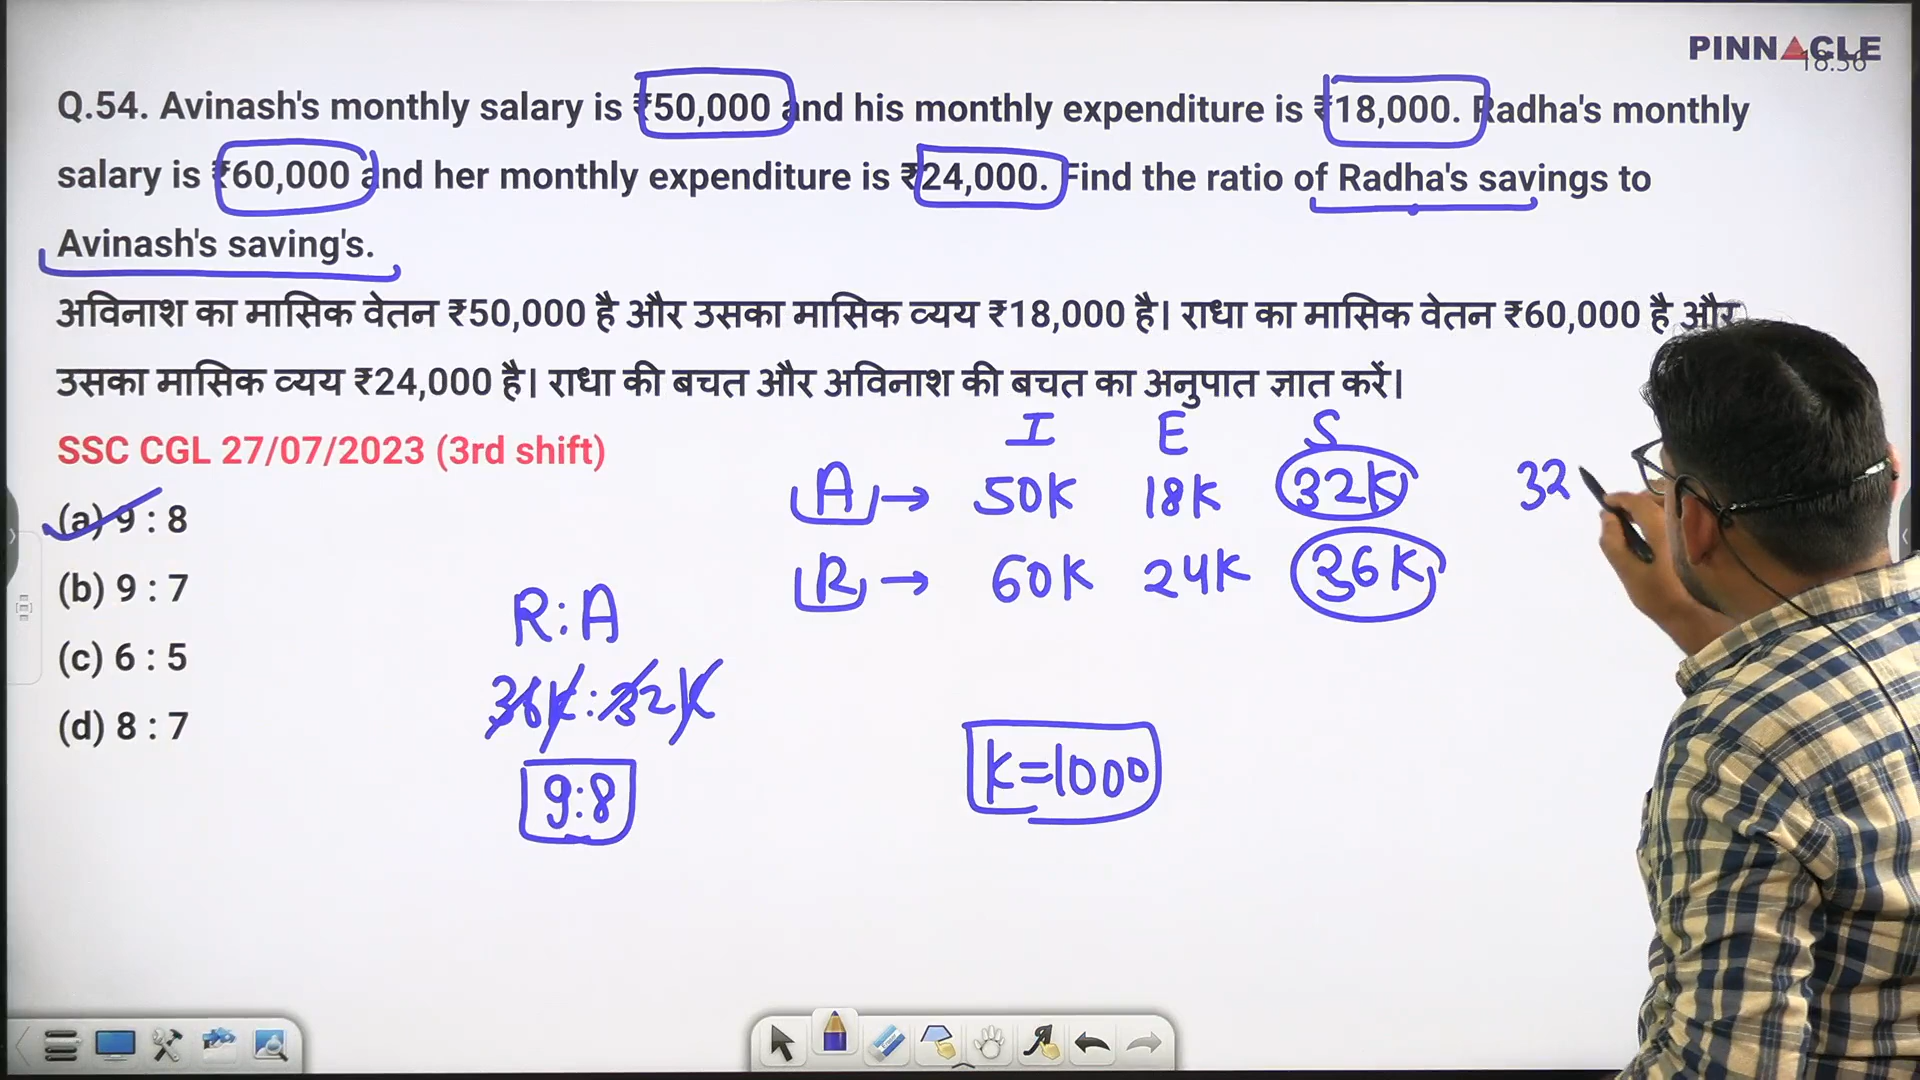 PINNACLE
18:56
Q.54. Avinash's monthly salary is ₹50,000 and his monthly expenditure is ₹18,000. Radha's monthly
salary is ₹60,000 and her monthly expenditure is ₹24,000. Find the ratio of Radha's savings to
Avinash's saving's.
अविनाश का मासिक वेतन ₹50,000 है और उसका मासिक व्यय ₹18,000 है। राधा का मासिक वेतन ₹60,000 है और
उसका मासिक व्यय ₹24,000 है। राधा की बचत और अविनाश की बचत का अनुपात ज्ञात करें।
SSC CGL 27/07/2023 (3rd shift)
(a) 9 : 8
(b) 9 : 7
(c) 6 : 5
(d) 8 : 7
I E S
A → 50K 18K 32K
R → 60K 24K 36K
32
R:A
36K:32K
9:8
K=1000